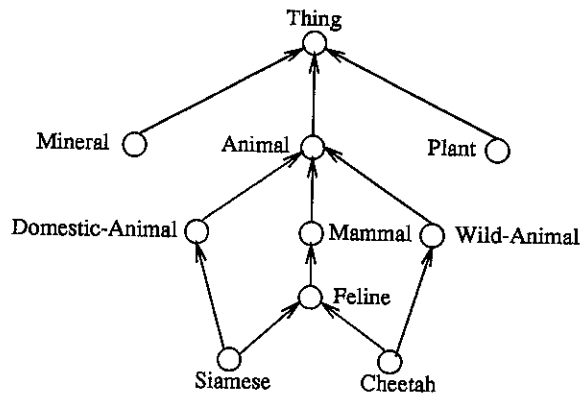 Thing
Mineral
Animal
Plant
Domestic-Animal
Mammal
Wild-Animal
Feline
Siamese
Cheetah